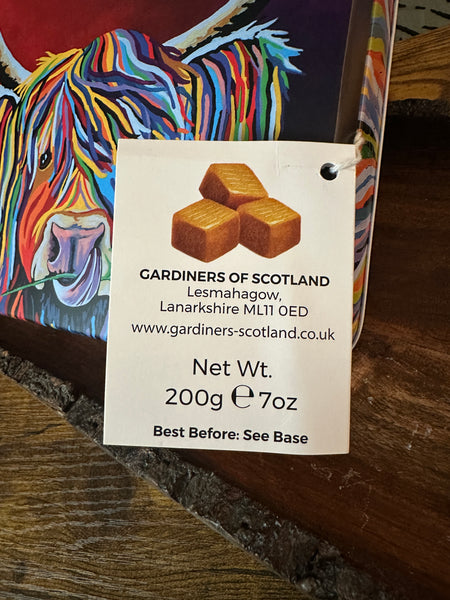 GARDINERS OF SCOTLAND
Lesmahagow,
Lanarkshire ML11 0ED
www.gardiners-scotland.co.uk
Net Wt.
200g ℮ 7oz
Best Before: See Base